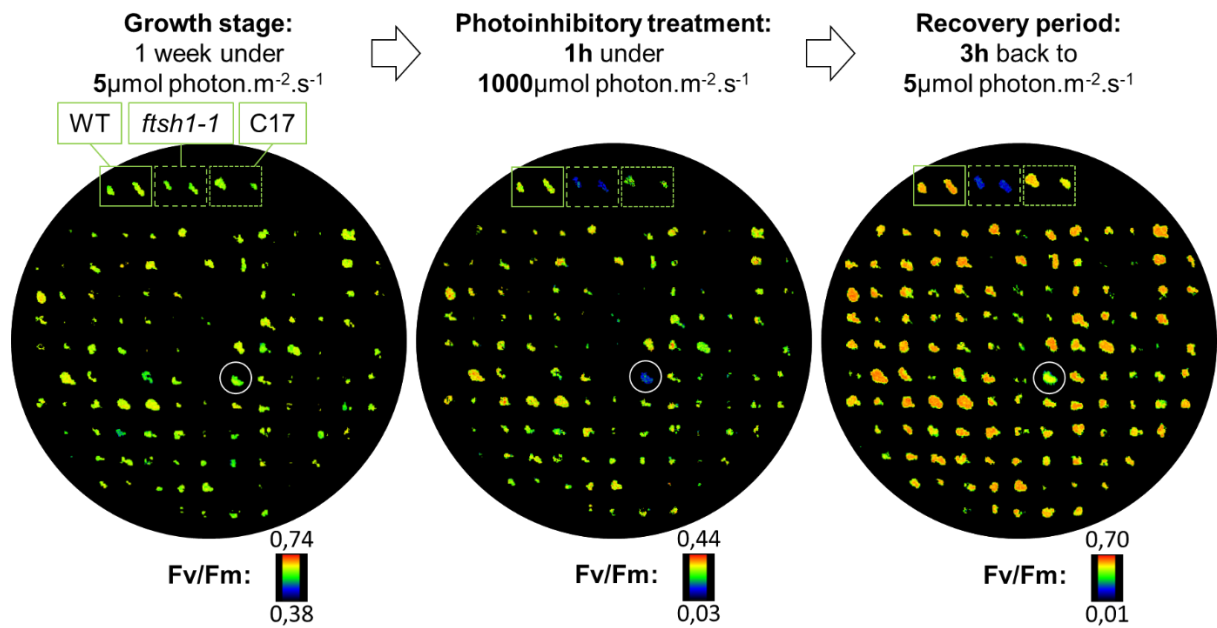 Growth stage:
1 week under
5µmol photon.m-2.s-1
Photoinhibitory treatment:
1h under
1000µmol photon.m-2.s-1
Recovery period:
3h back to
5µmol photon.m-2.s-1
WT
ftsh1-1
C17
0,74
Fv/Fm:
0,38
0,44
Fv/Fm:
0,03
0,70
Fv/Fm:
0,01